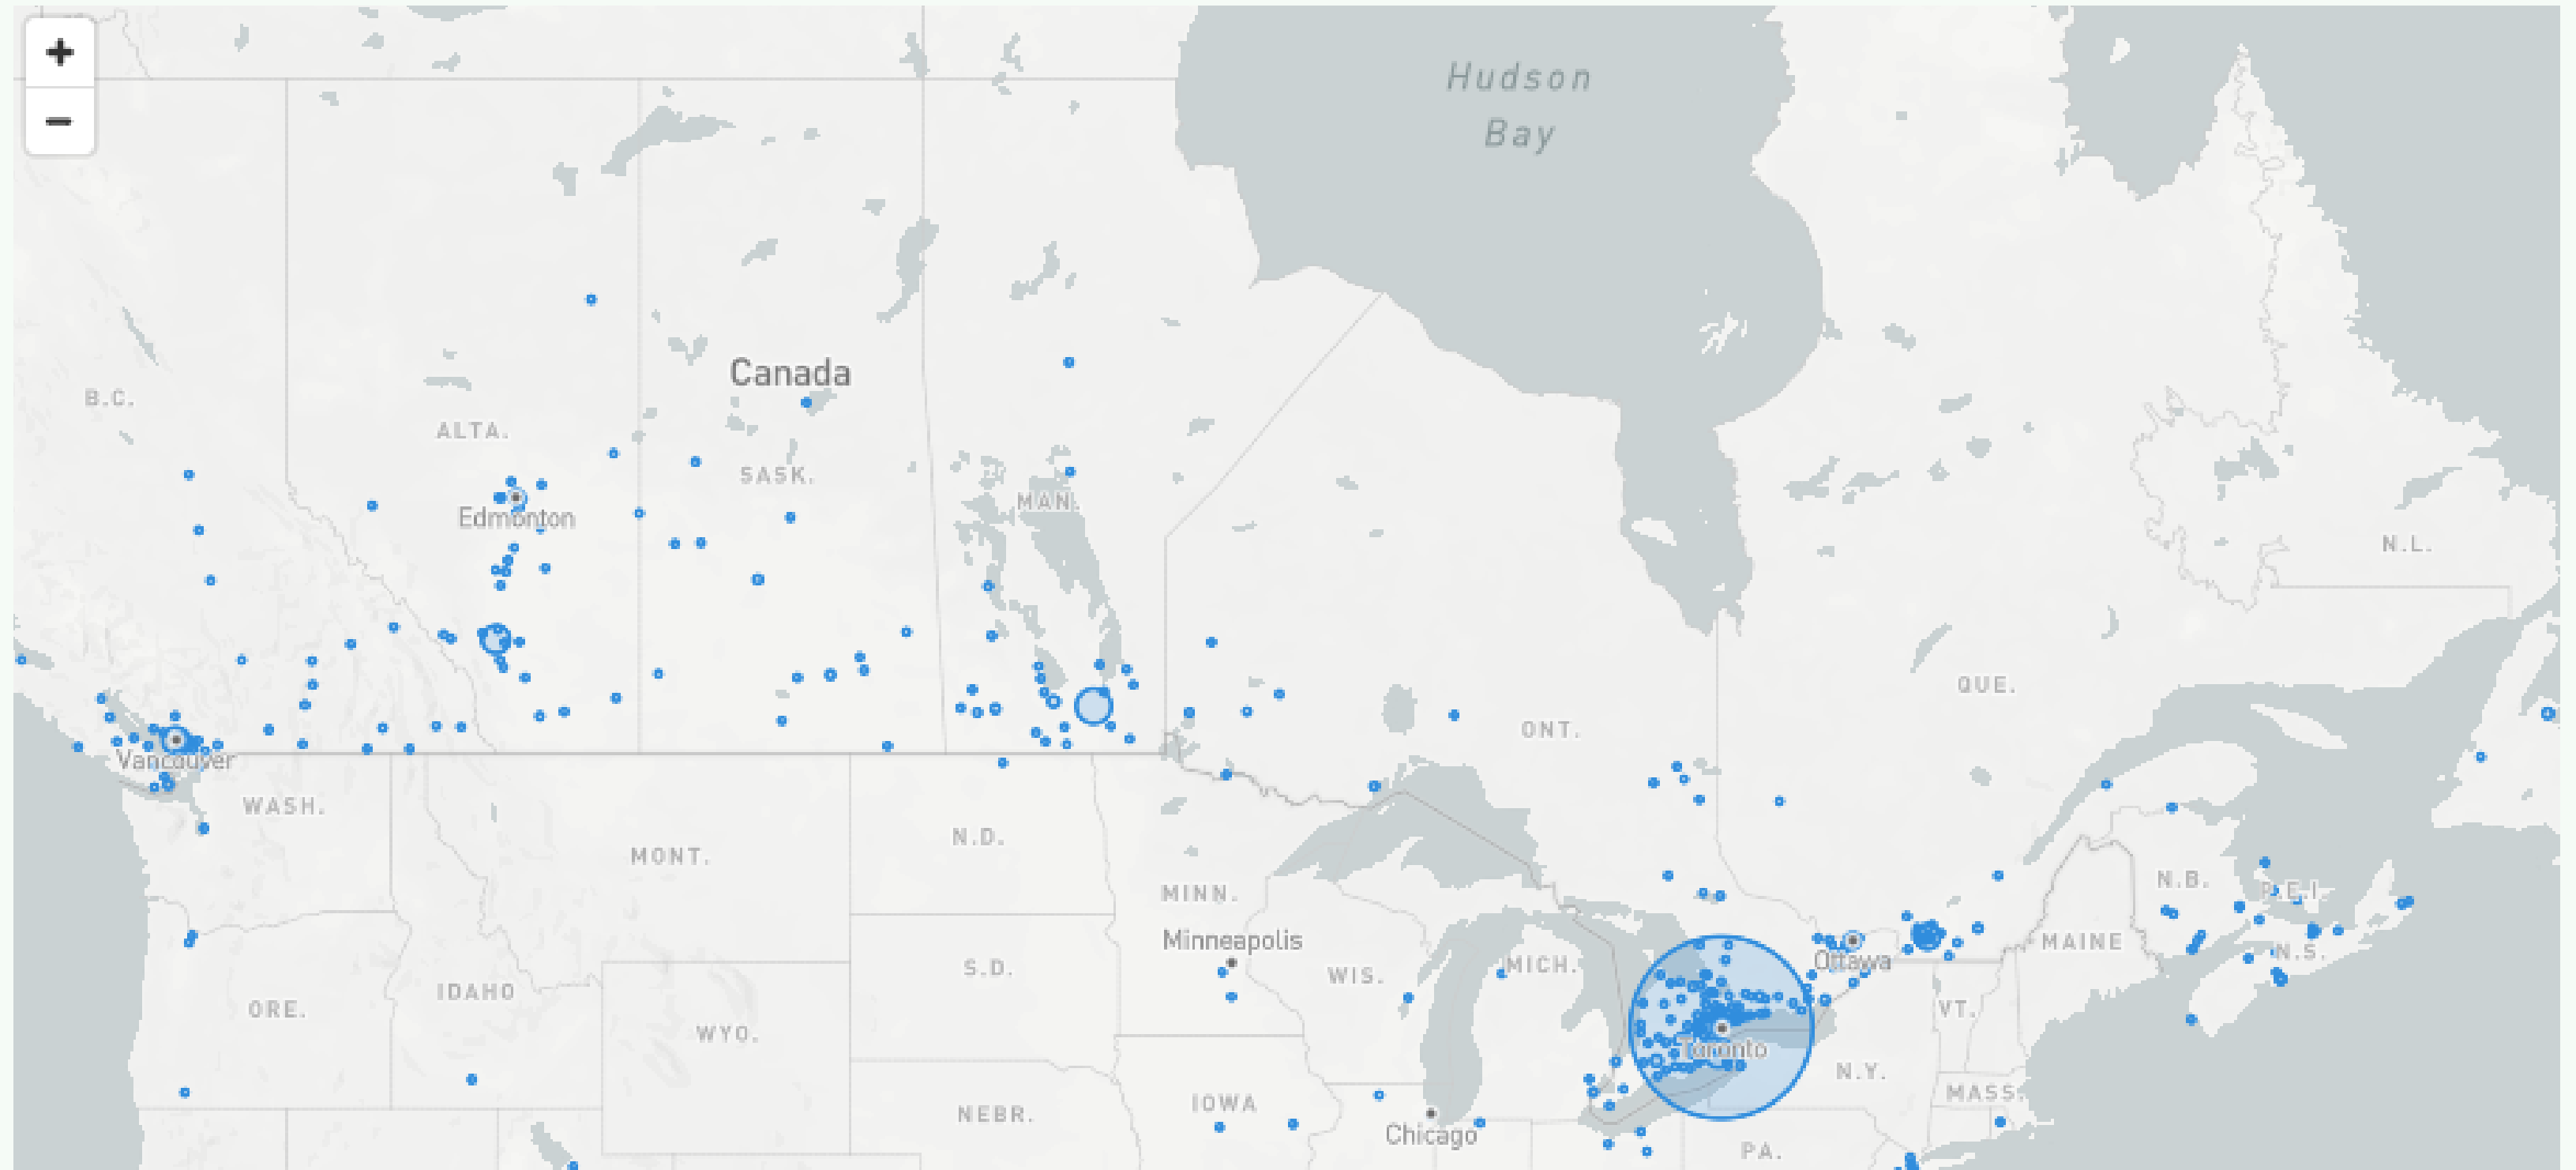 +
−
Hudson
Bay
Canada
B.C.
ALTA.
SASK.
MAN.
Edmonton
N.L.
QUE.
ONT.
Vancouver
WASH.
MONT.
N.D.
MINN.
N.B.
P.E.I.
Minneapolis
MAINE
N.S.
Ottawa
S.D.
WIS.
MICH.
IDAHO
ORE.
VT.
WYO.
Toronto
N.Y.
MASS.
IOWA
NEBR.
Chicago
PA.